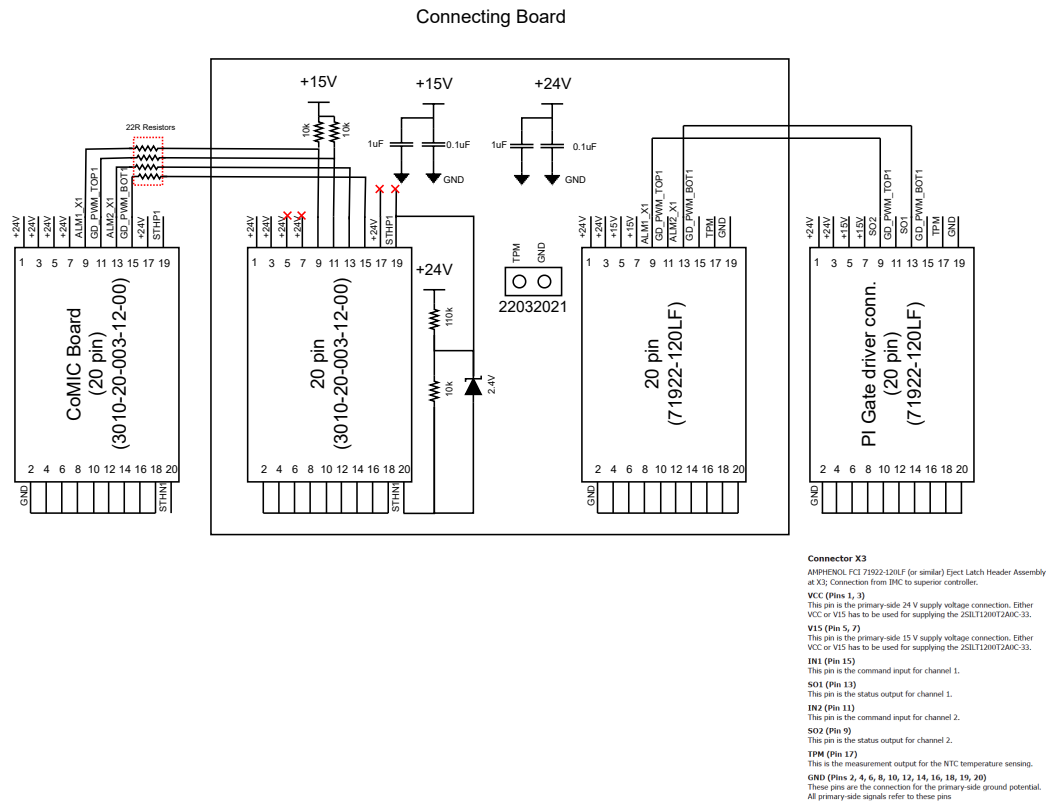 Connecting Board
+15V
+15V
+24V
10k
10k
1uF
0.1uF
GND
1uF
0.1uF
GND
22R Resistors
+24V
+24V
+24V
+24V
ALM1_X1
GD_PWM_TOP1
ALM2_X1
GD_PWM_BOT1
+24V
STHP1
1 3 5 7 9 11 13 15 17 19
CoMIC Board
(20 pin)
(3010-20-003-12-00)
2 4 6 8 10 12 14 16 18 20
GND
STHN1
+24V
+24V
+24V
+24V
+24V
STHP1
1 3 5 7 9 11 13 15 17 19
20 pin
(3010-20-003-12-00)
2 4 6 8 10 12 14 16 18 20
STHN1
+24V
110k
10k
2.4V
TPM
GND
22032021
+24V
+24V
+15V
+15V
ALM1_X1
GD_PWM_TOP1
ALM2_X1
GD_PWM_BOT1
TPM
GND
1 3 5 7 9 11 13 15 17 19
20 pin
(71922-120LF)
2 4 6 8 10 12 14 16 18 20
GND
+24V
+24V
+15V
+15V
SO2
GD_PWM_TOP1
SO1
GD_PWM_BOT1
TPM
GND
1 3 5 7 9 11 13 15 17 19
PI Gate driver conn.
(20 pin)
(71922-120LF)
2 4 6 8 10 12 14 16 18 20
GND
Connector X3
AMPHENOL FCI 71922-120LF (or similar) Eject Latch Header Assembly
at X3; Connection from IMC to superior controller.
VCC (Pins 1, 3)
This pin is the primary-side 24 V supply voltage connection. Either
VCC or V15 has to be used for supplying the 2SILT1200T2A0C-33.
V15 (Pin 5, 7)
This pin is the primary-side 15 V supply voltage connection. Either
VCC or V15 has to be used for supplying the 2SILT1200T2A0C-33.
IN1 (Pin 15)
This pin is the command input for channel 1.
SO1 (Pin 13)
This pin is the status output for channel 1.
IN2 (Pin 11)
This pin is the command input for channel 2.
SO2 (Pin 9)
This pin is the status output for channel 2.
TPM (Pin 17)
This is the measurement output for the NTC temperature sensing.
GND (Pins 2, 4, 6, 8, 10, 12, 14, 16, 18, 19, 20)
These pins are the connection for the primary-side ground potential.
All primary-side signals refer to these pins